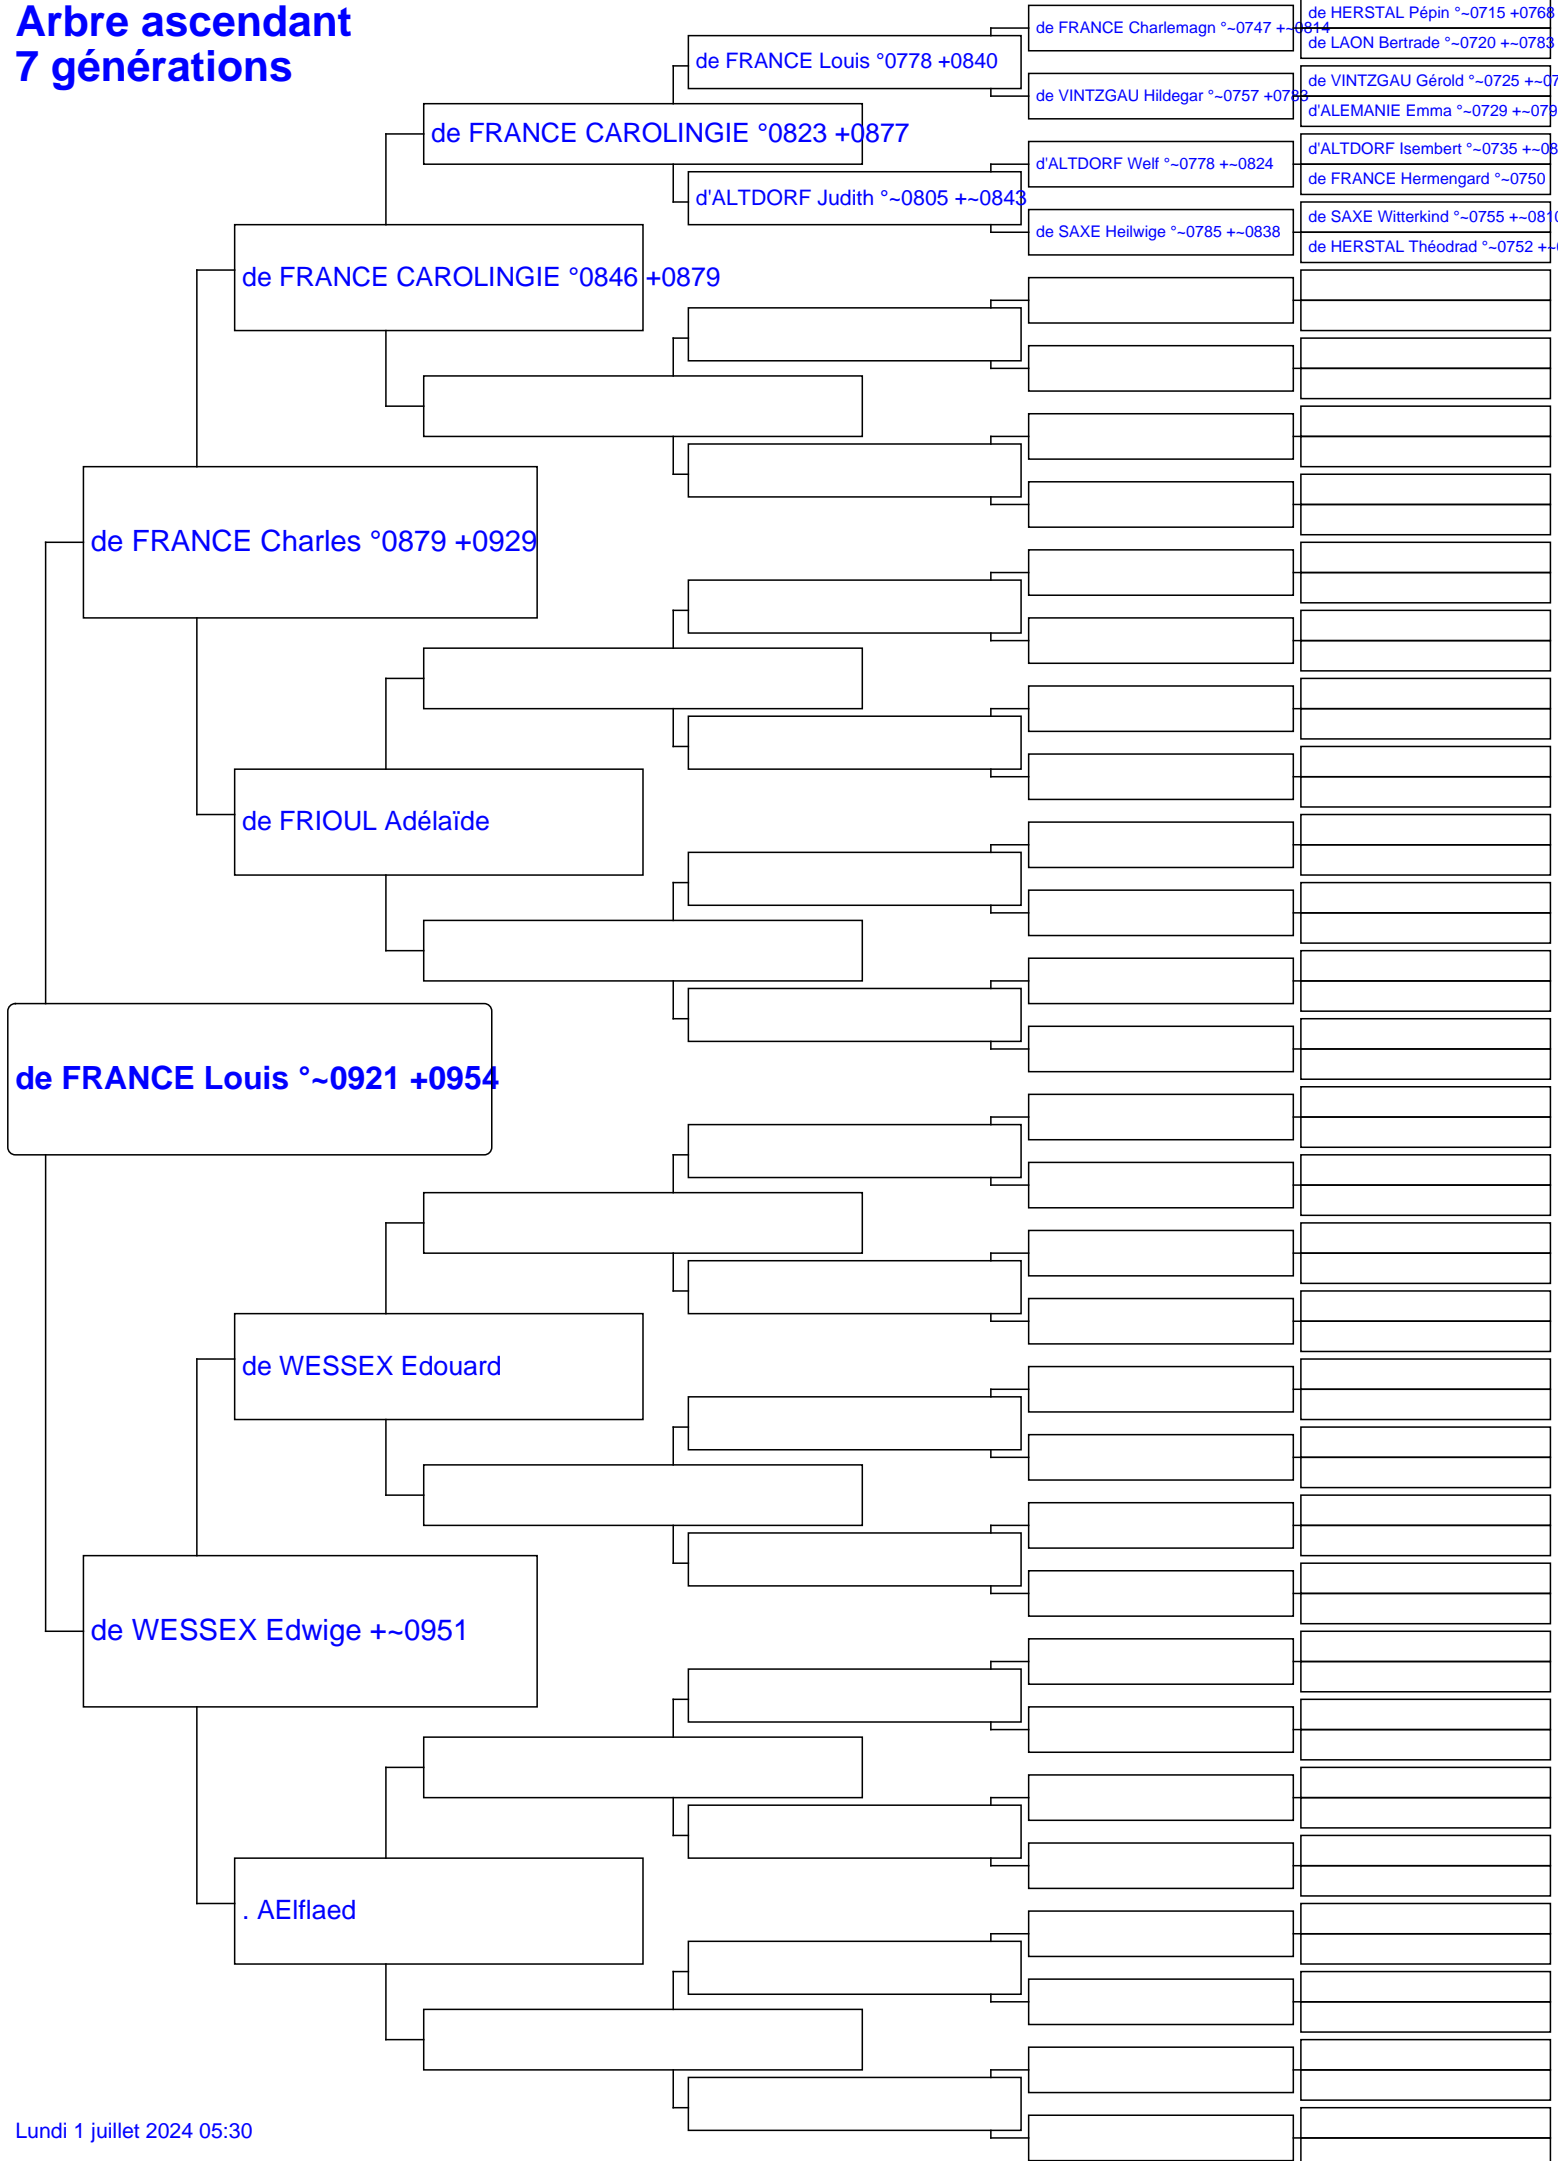 Arbre ascendant
7 générations
de HERSTAL Pépin °~0715 +0768
de FRANCE Charlemagn °~0747 +~0814
de LAON Bertrade °~0720 +~0783
de FRANCE Louis °0778 +0840
de VINTZGAU Gérold °~0725 +~07
de VINTZGAU Hildegar °~0757 +0783
d'ALEMANIE Emma °~0729 +~079
de FRANCE CAROLINGIE °0823 +0877
d'ALTDORF Isembert °~0735 +~08
d'ALTDORF Welf °~0778 +~0824
de FRANCE Hermengard °~0750
d'ALTDORF Judith °~0805 +~0843
de SAXE Witterkind °~0755 +~0810
de SAXE Heilwige °~0785 +~0838
de HERSTAL Théodrad °~0752 +~
de FRANCE CAROLINGIE °0846 +0879
de FRANCE Charles °0879 +0929
de FRIOUL Adélaïde
de FRANCE Louis °~0921 +0954
de WESSEX Edouard
de WESSEX Edwige +~0951
. AElflaed
Lundi 1 juillet 2024 05:30